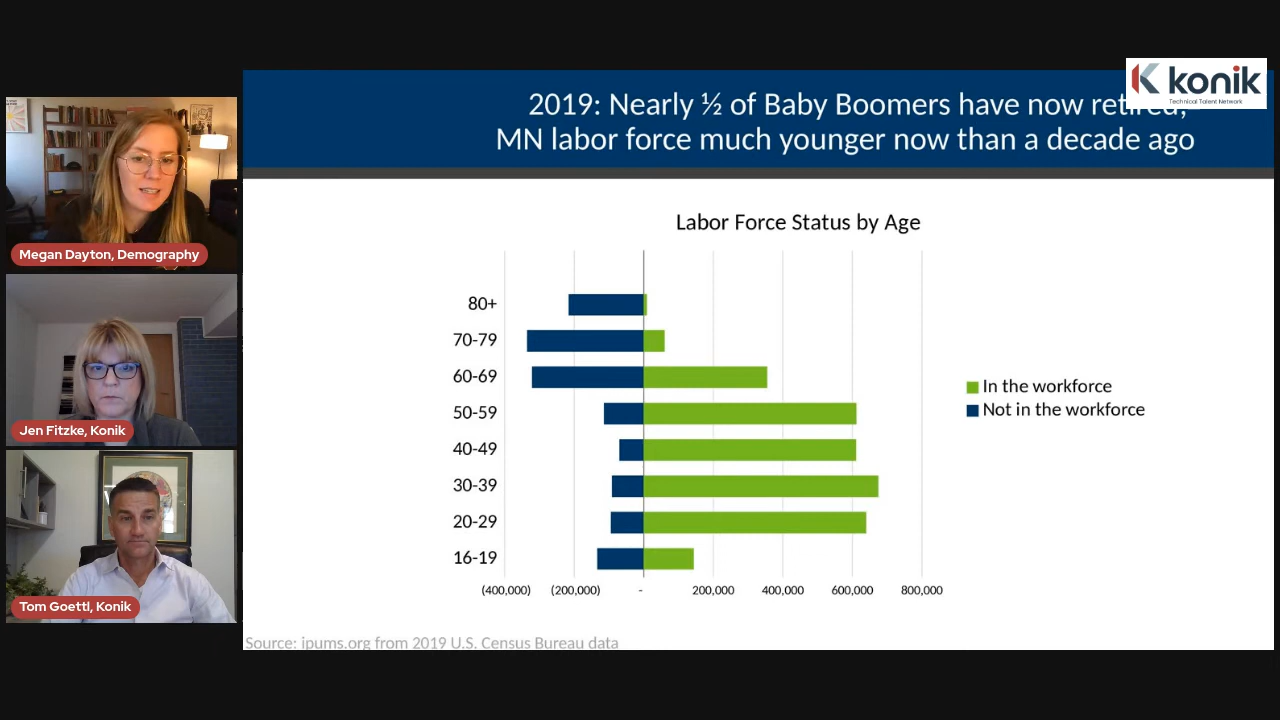 konik
Technical Talent Network
2019: Nearly ½ of Baby Boomers have now retired,
MN labor force much younger now than a decade ago
Megan Dayton, Demography
Jen Fitzke, Konik
Tom Goettl, Konik
Labor Force Status by Age
80+
70-79
60-69
50-59
40-49
30-39
20-29
16-19
(400,000) (200,000) - 200,000 400,000 600,000 800,000
In the workforce
Not in the workforce
Source: ipums.org from 2019 U.S. Census Bureau data